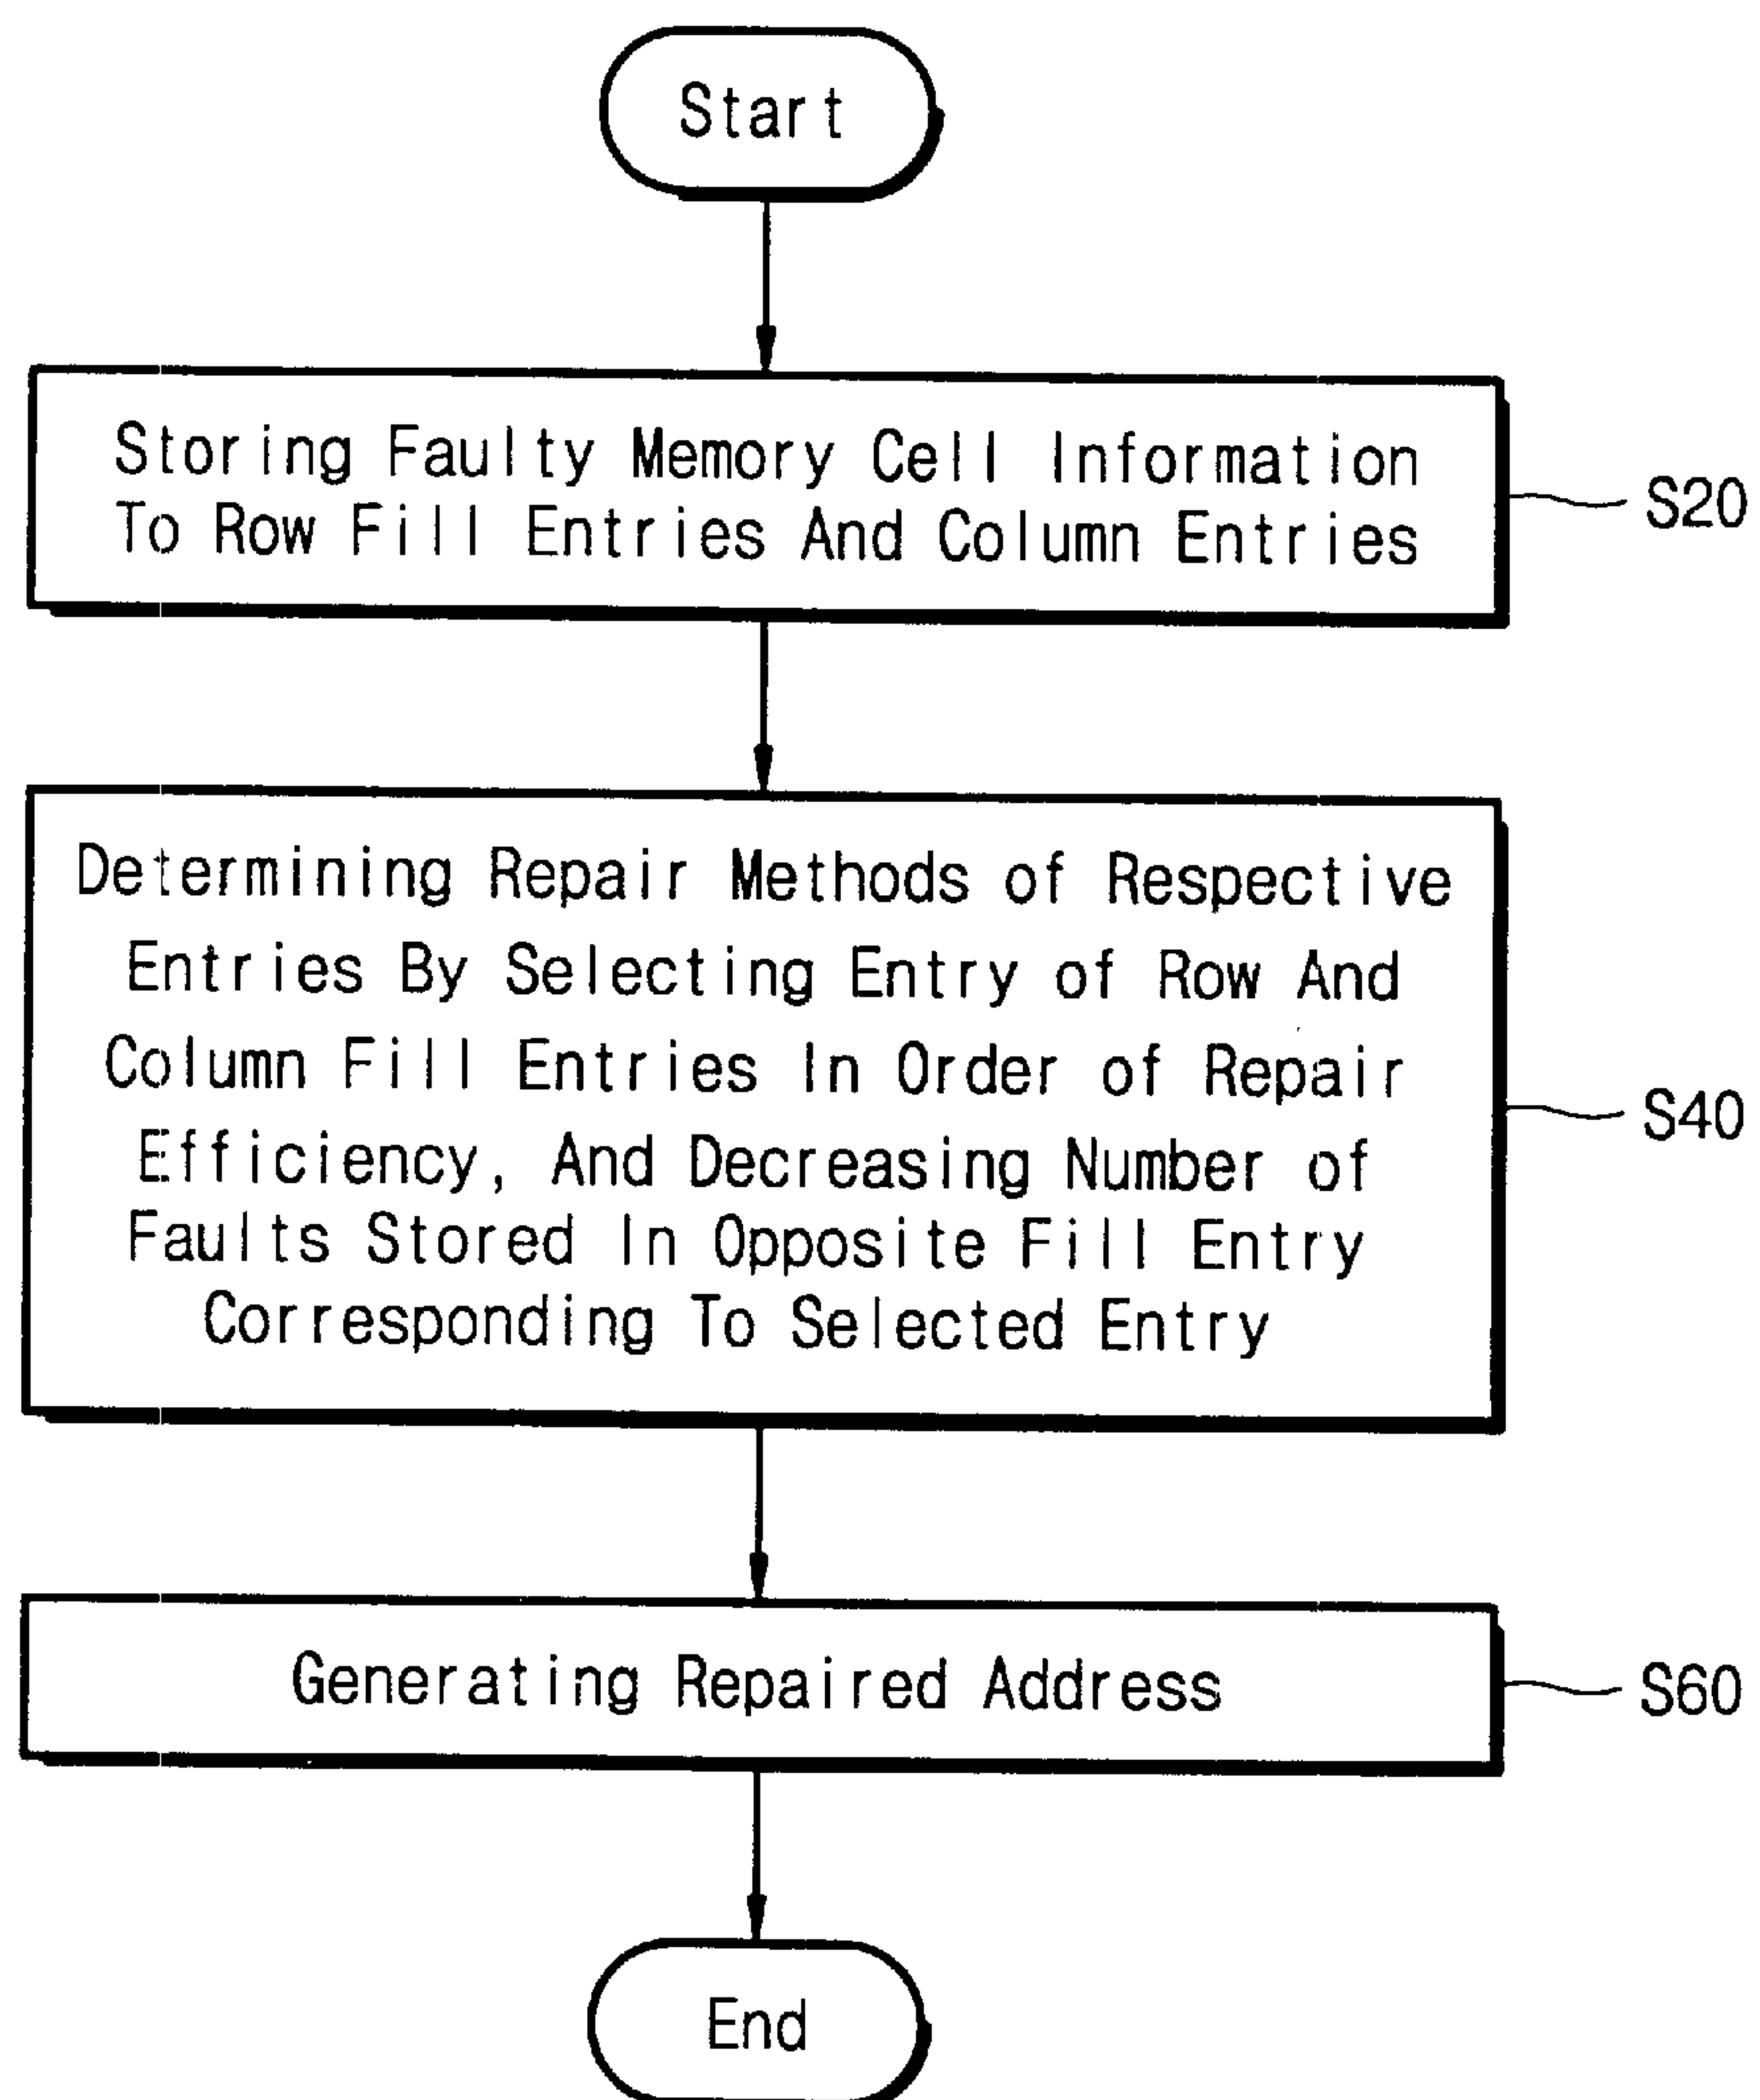 Start
Storing Faulty Memory Cell Information
To Row Fill Entries And Column Entries
S20
Determining Repair Methods of Respective
Entries By Selecting Entry of Row And
Column Fill Entries In Order of Repair
Efficiency, And Decreasing Number of
Faults Stored In Opposite Fill Entry
Corresponding To Selected Entry
S40
Generating Repaired Address
S60
End